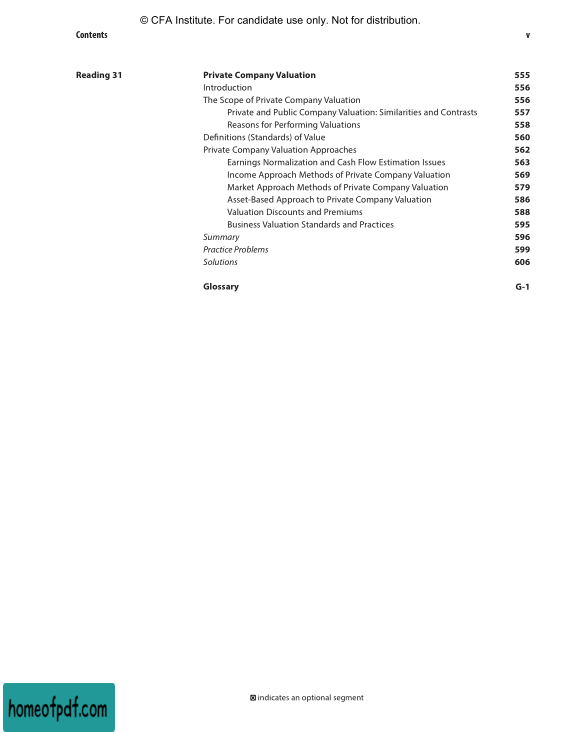 © CFA Institute. For candidate use only. Not for distribution.
Contents v
Reading 31 Private Company Valuation 555
Introduction 556
The Scope of Private Company Valuation 556
Private and Public Company Valuation: Similarities and Contrasts 557
Reasons for Performing Valuations 558
Definitions (Standards) of Value 560
Private Company Valuation Approaches 562
Earnings Normalization and Cash Flow Estimation Issues 563
Income Approach Methods of Private Company Valuation 569
Market Approach Methods of Private Company Valuation 579
Asset-Based Approach to Private Company Valuation 586
Valuation Discounts and Premiums 588
Business Valuation Standards and Practices 595
Summary 596
Practice Problems 599
Solutions 606
Glossary G-1
indicates an optional segment
homeofpdf.com